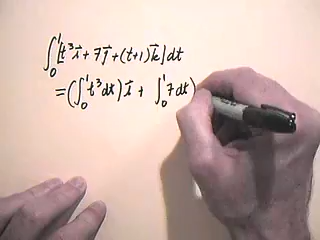 ∫₀¹[t³i⃗ + 7j⃗ + (t+1)k⃗]dt
= (∫₀¹t³dt)i⃗ + ∫₀¹7dt)